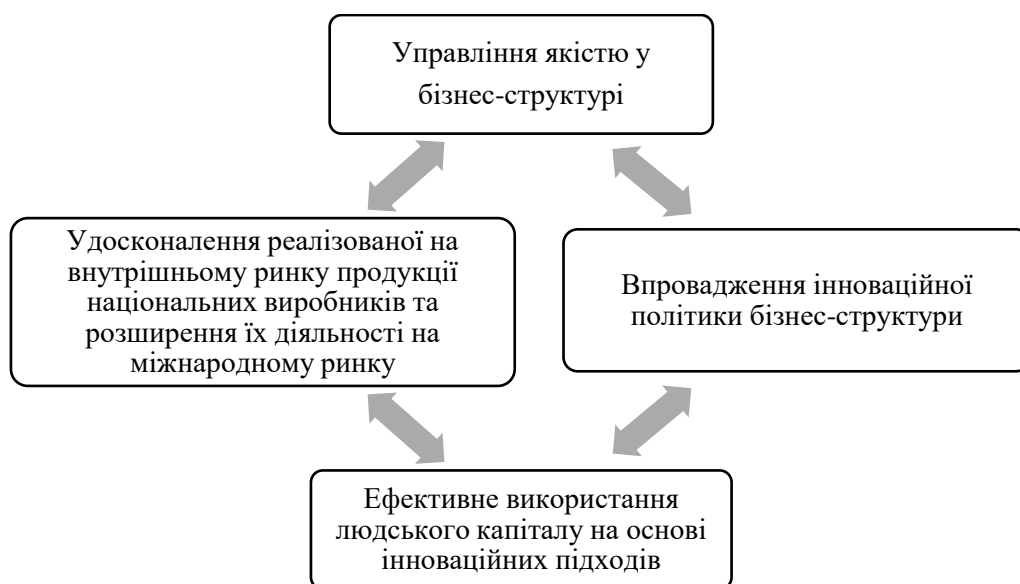 Управління якістю у
бізнес-структурі
Удосконалення реалізованої на
внутрішньому ринку продукції
національних виробників та
розширення їх діяльності на
міжнародному ринку
Впровадження інноваційної
політики бізнес-структури
Ефективне використання
людського капіталу на основі
інноваційних підходів